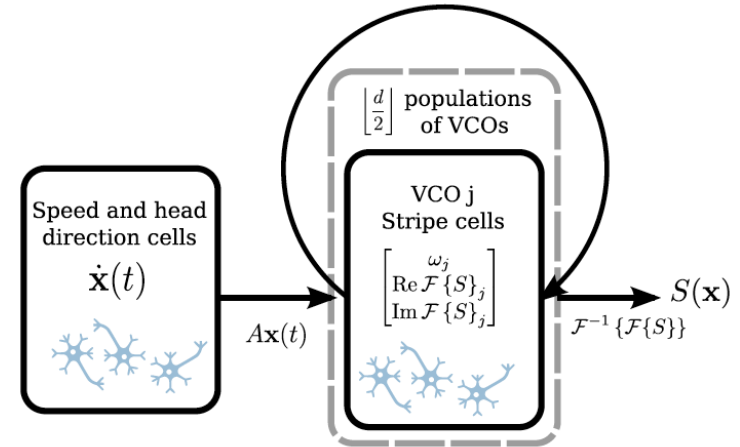 Speed and head
direction cells
ẋ(t)
Ax(t)
⌊d/2⌋ populations
of VCOs
VCO j
Stripe cells
ω_j
Re ℱ {S}_j
Im ℱ {S}_j
S(x)
ℱ⁻¹ {ℱ{S}}